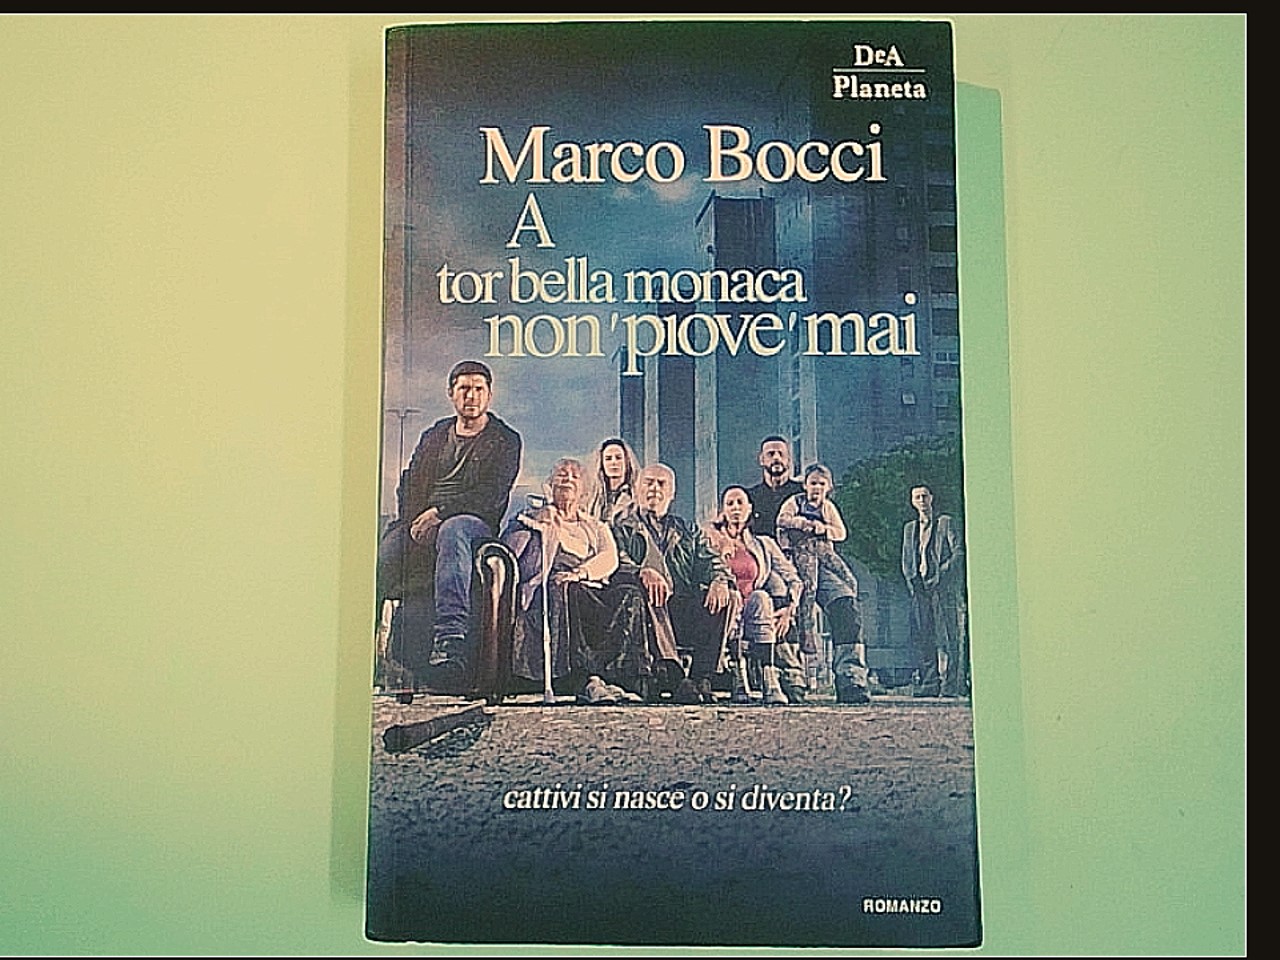 DeA
Planeta
Marco Bocci
A
tor bella monaca
non 'piove' mai
cattivi si nasce o si diventa?
ROMANZO